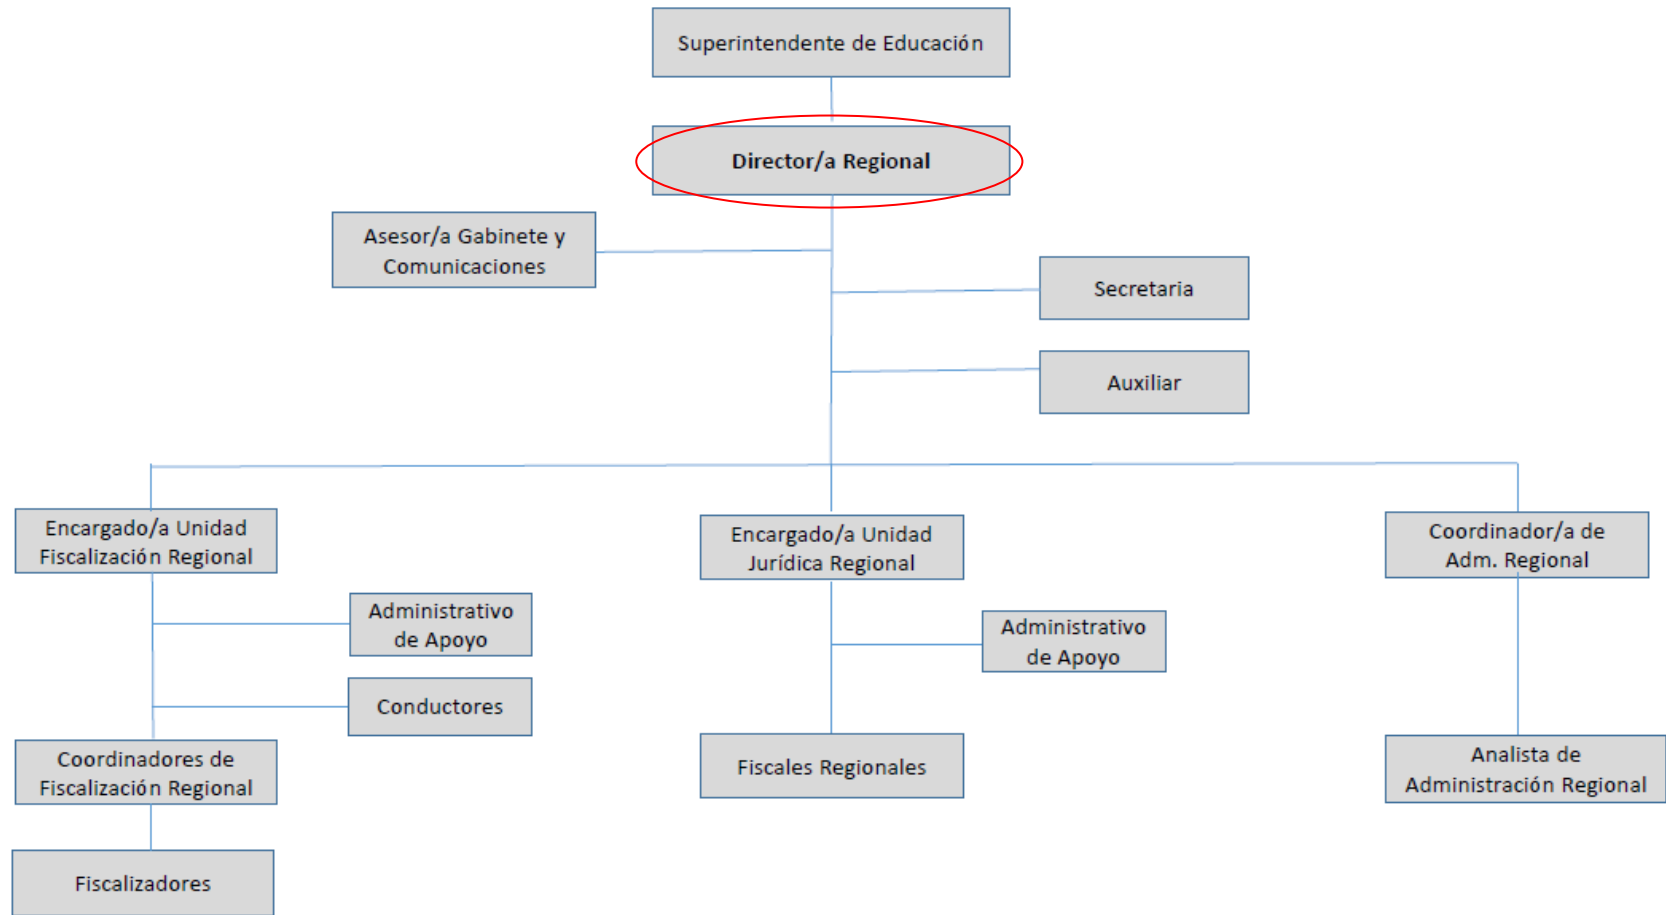 Superintendente de Educación
Director/a Regional
Asesor/a Gabinete y
Comunicaciones
Secretaria
Auxiliar
Encargado/a Unidad
Fiscalización Regional
Encargado/a Unidad
Jurídica Regional
Coordinador/a de
Adm. Regional
Administrativo
de Apoyo
Administrativo
de Apoyo
Conductores
Coordinadores de
Fiscalización Regional
Fiscales Regionales
Analista de
Administración Regional
Fiscalizadores